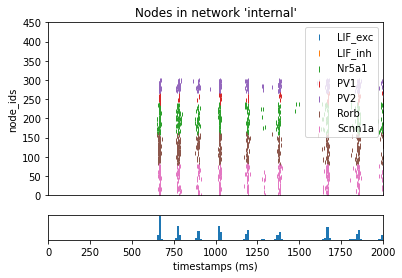 Nodes in network 'internal'
450
400
350
300
250
200
150
100
50
0
node_ids
LIF_exc
LIF_inh
Nr5a1
PV1
PV2
Rorb
Scnn1a
0 250 500 750 1000 1250 1500 1750 2000
timestamps (ms)